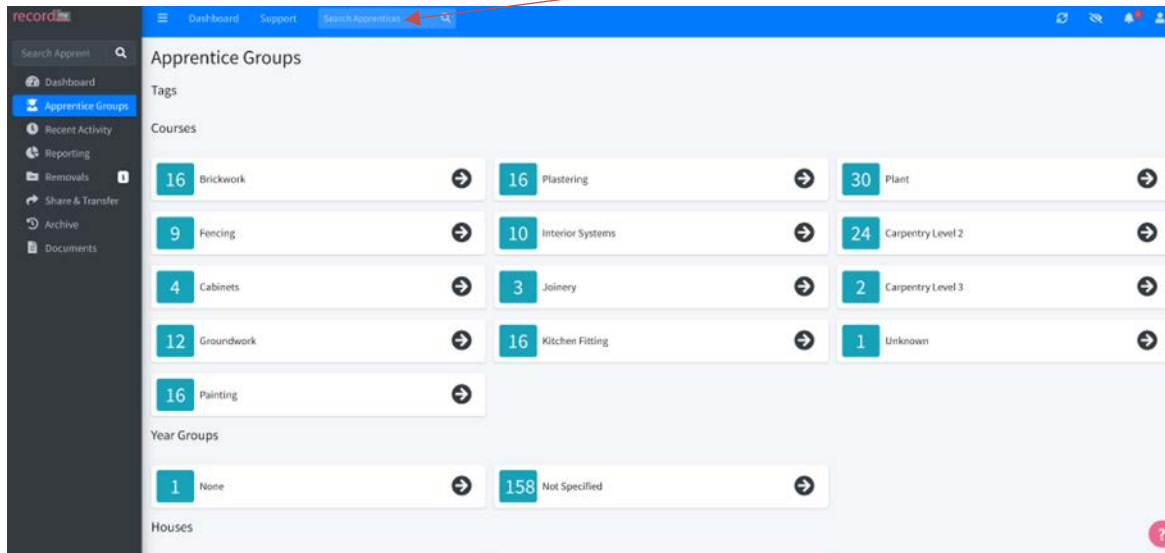 record
Dashboard Support Search Apprentices
Search Apprent
Dashboard
Apprentice Groups
Recent Activity
Reporting
Removals 1
Share & Transfer
Archive
Documents
Apprentice Groups
Tags
Courses
16 Brickwork
16 Plastering
30 Plant
9 Fencing
10 Interior Systems
24 Carpentry Level 2
4 Cabinets
3 Joinery
2 Carpentry Level 3
12 Groundwork
16 Kitchen Fitting
1 Unknown
16 Painting
Year Groups
1 None
158 Not Specified
Houses
?